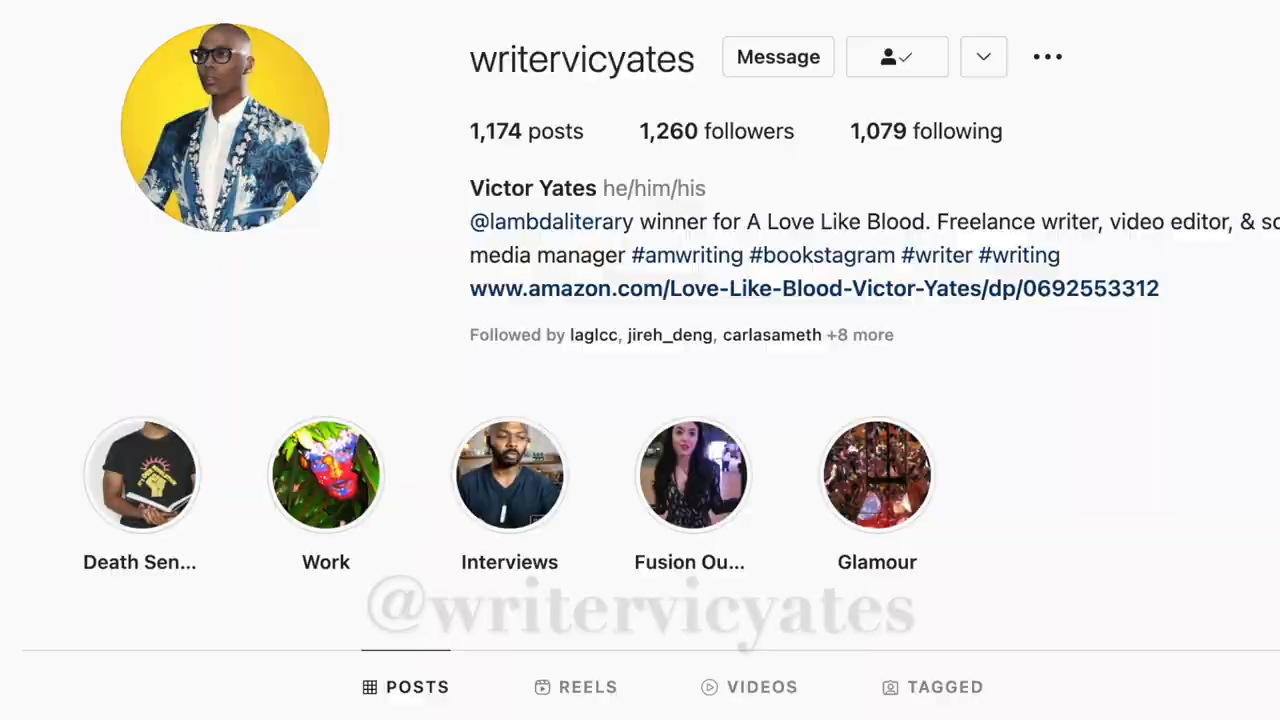 writervicyates Message
1,174 posts 1,260 followers 1,079 following
Victor Yates he/him/his
@lambdaliterary winner for A Love Like Blood. Freelance writer, video editor, &
media manager #amwriting #bookstagram #writer #writing
www.amazon.com/Love-Like-Blood-Victor-Yates/dp/0692553312
Followed by laglcc, jireh_deng, carlasameth +8 more
Death Sen... Work Interviews Fusion Ou... Glamour
@writervicyates
POSTS REELS VIDEOS TAGGED